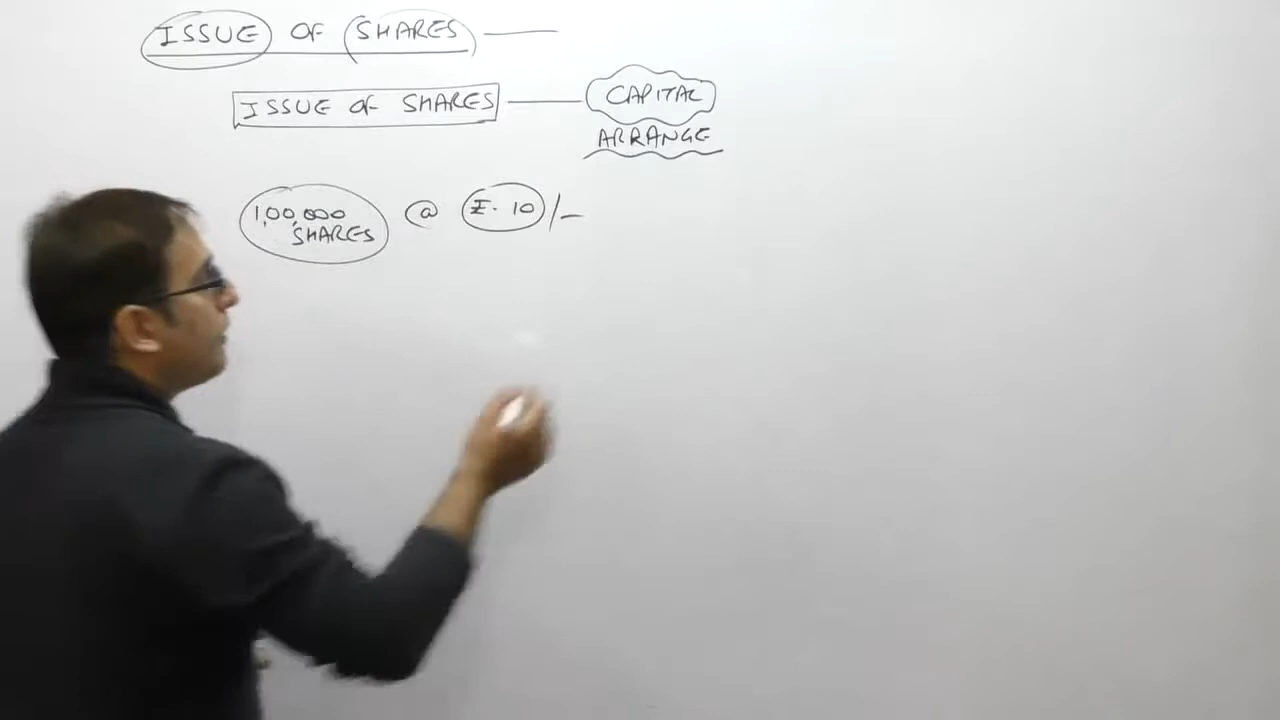 ISSUE OF SHARES
ISSUE OF SHARES CAPITAL
ARRANGE
1,00,000 @ ₹. 10/-
SHARES